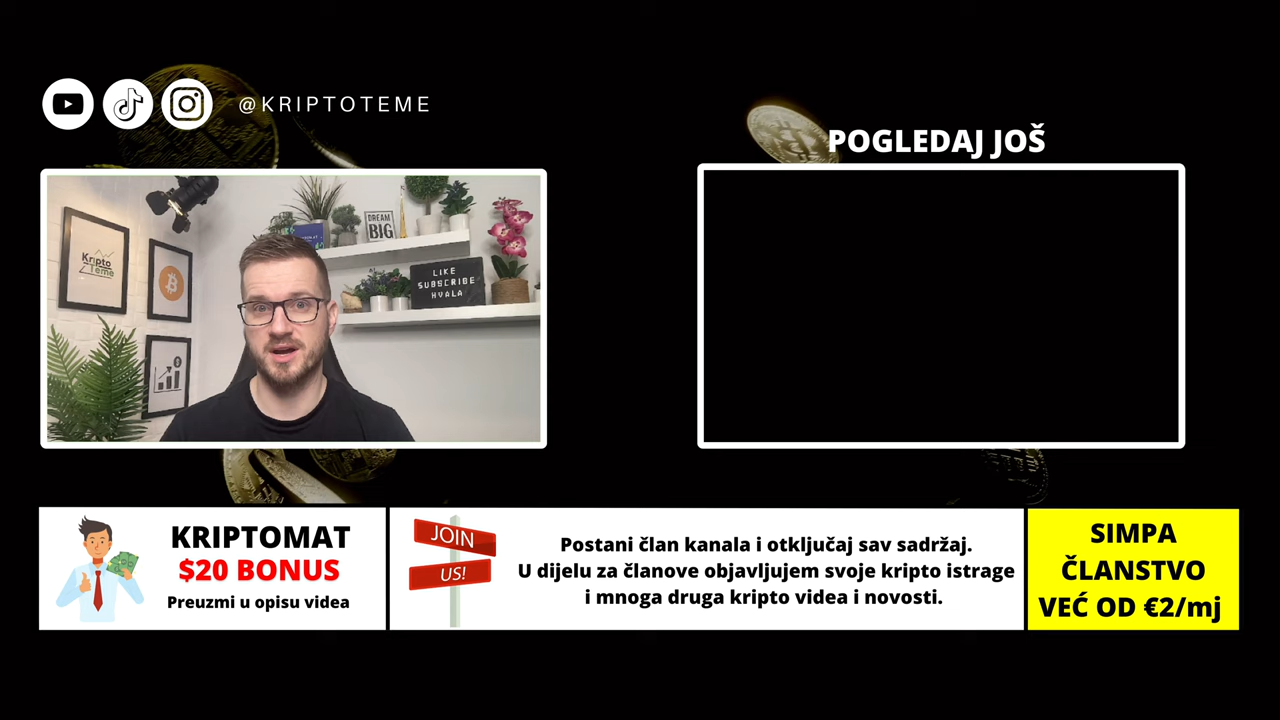 @KRIPTOTEME
POGLEDAJ JOŠ
Kripto
Teme
DREAM
BIG
LIKE
SUBSCRIBE
HVALA
KRIPTOMAT
$20 BONUS
Preuzmi u opisu videa
JOIN
US!
Postani član kanala i otključaj sav sadržaj.
U dijelu za članove objavljujem svoje kripto istrage
i mnoga druga kripto videa i novosti.
SIMPA
ČLANSTVO
VEĆ OD €2/mj